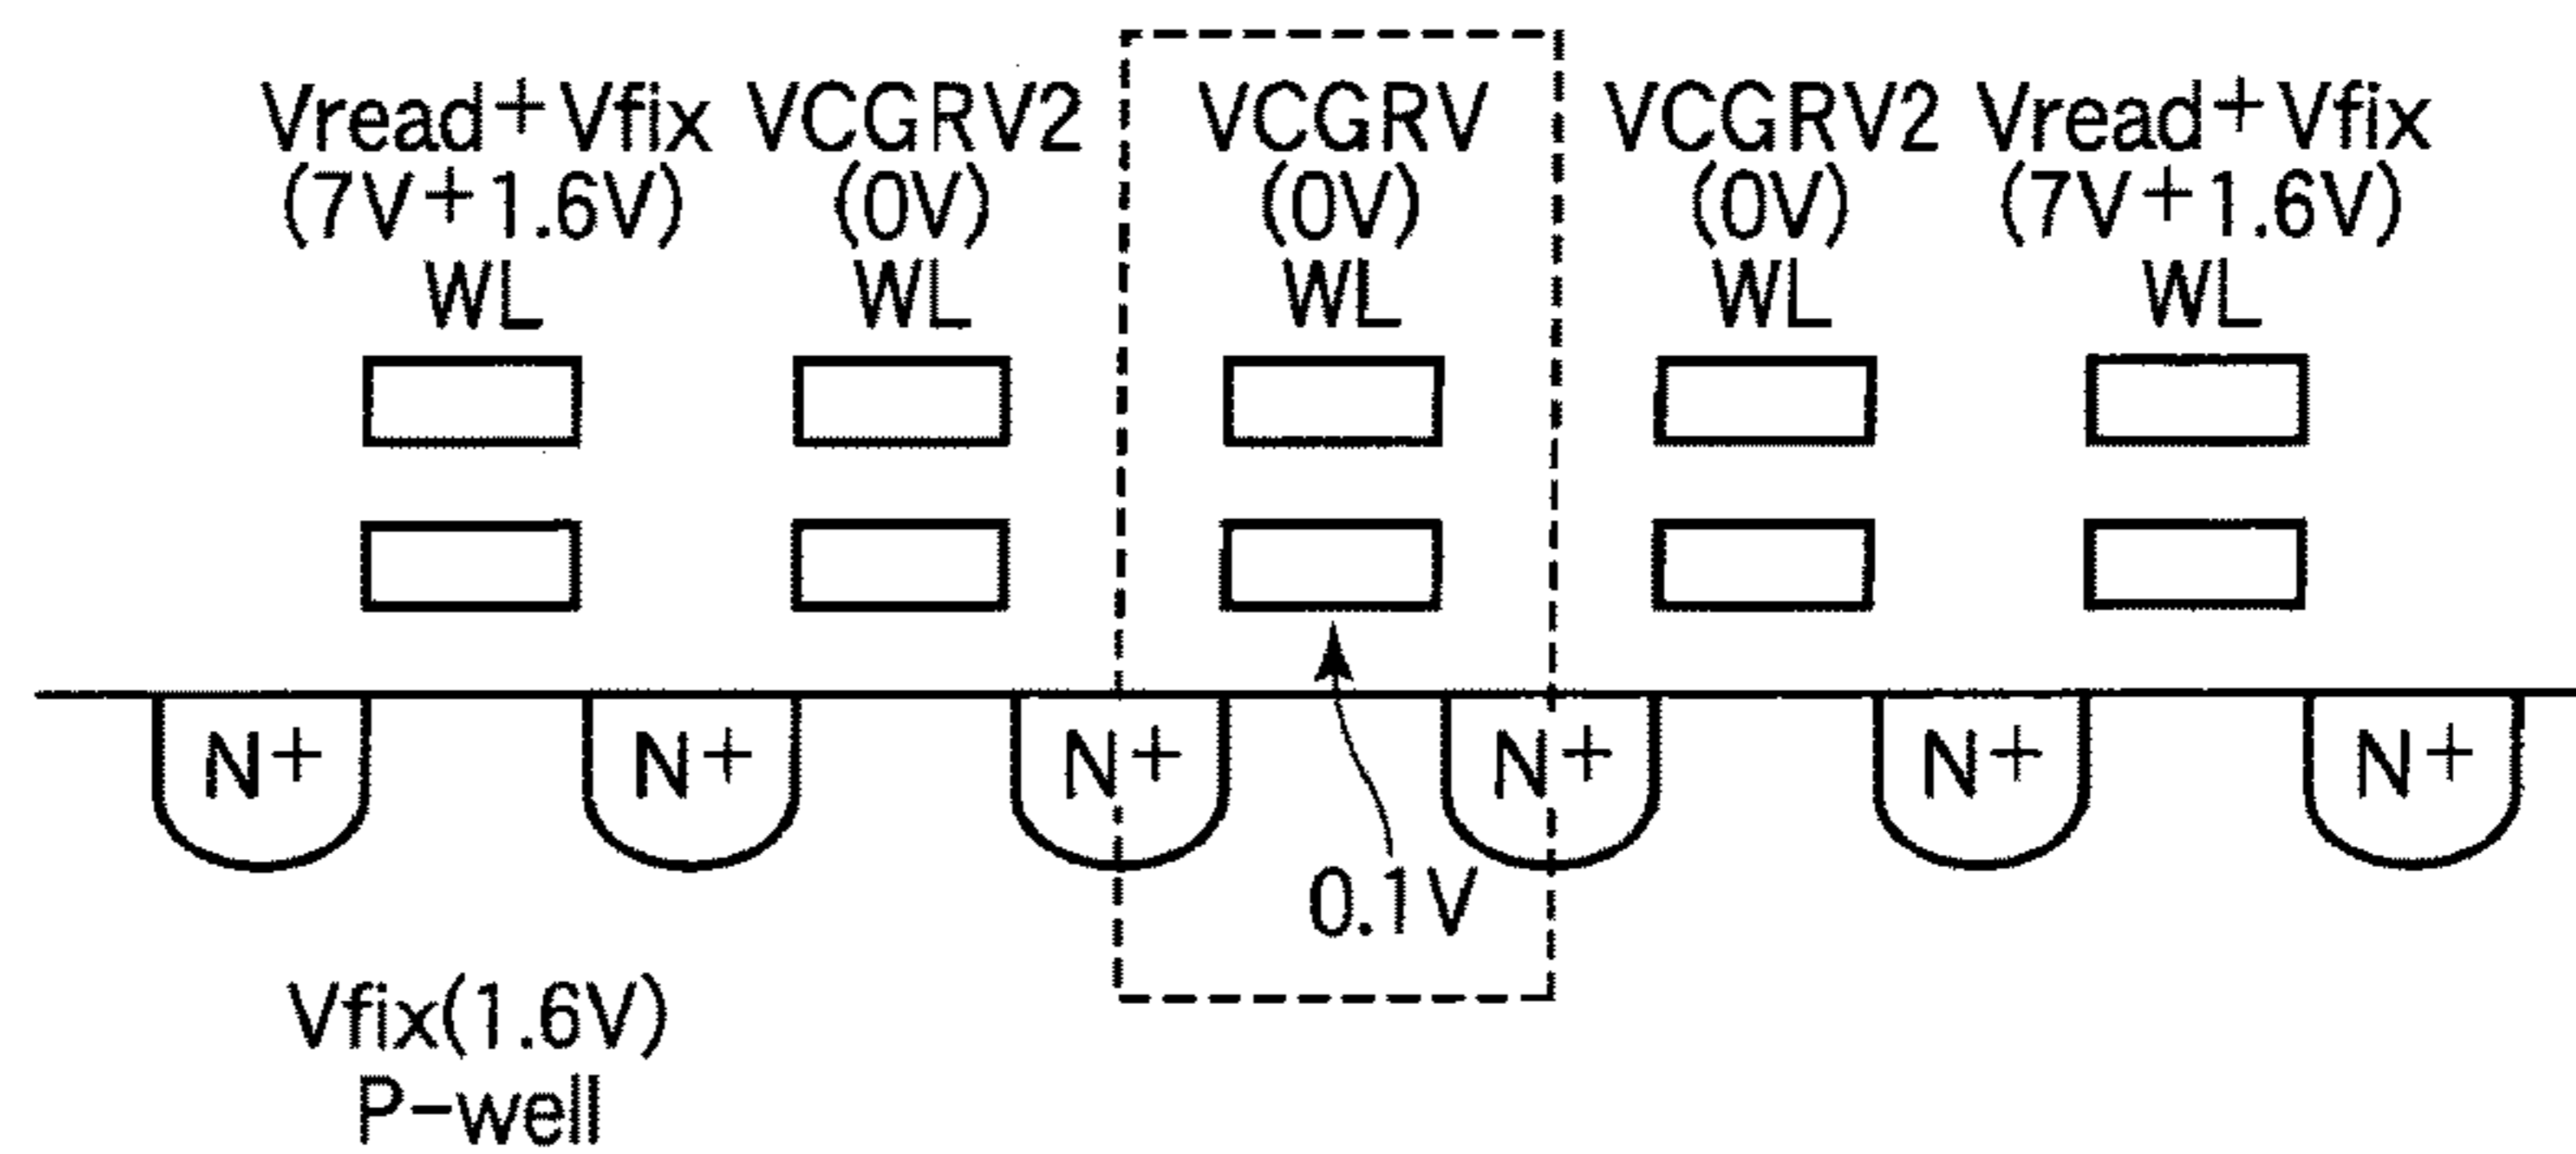 Vread+Vfix VCGRV2 VCGRV VCGRV2 Vread+Vfix
(7V+1.6V) (0V) (0V) (0V) (7V+1.6V)
WL WL WL WL WL
N+ N+ N+ N+ N+ N+
0.1V
Vfix(1.6V)
P-well